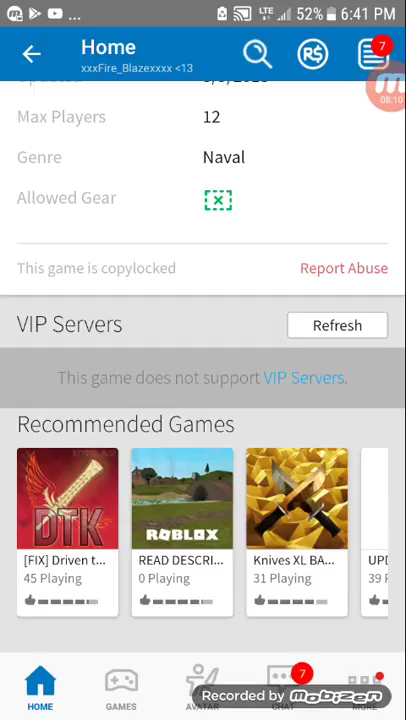 ... LTE 52% 6:41 PM
Home
xxxFire_Blazexxxx <13
R$
7
08:10
Max Players
12
Genre
Naval
Allowed Gear
This game is copylocked
Report Abuse
VIP Servers
Refresh
This game does not support VIP Servers.
Recommended Games
DTK
ROBLOX
[FIX] Driven t...
READ DESCRI...
Knives XL BA...
UPD
45 Playing
0 Playing
31 Playing
39 P
7
HOME
GAMES
AVATAR
CHAT
MORE
Recorded by mobizen